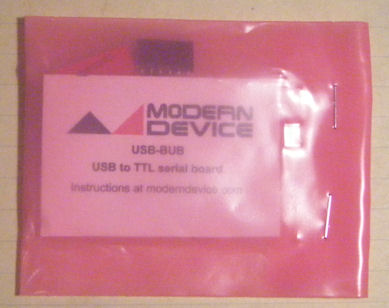 MODERN
DEVICE
USB-BUB
USB to TTL serial board
Instructions at moderndevice.com